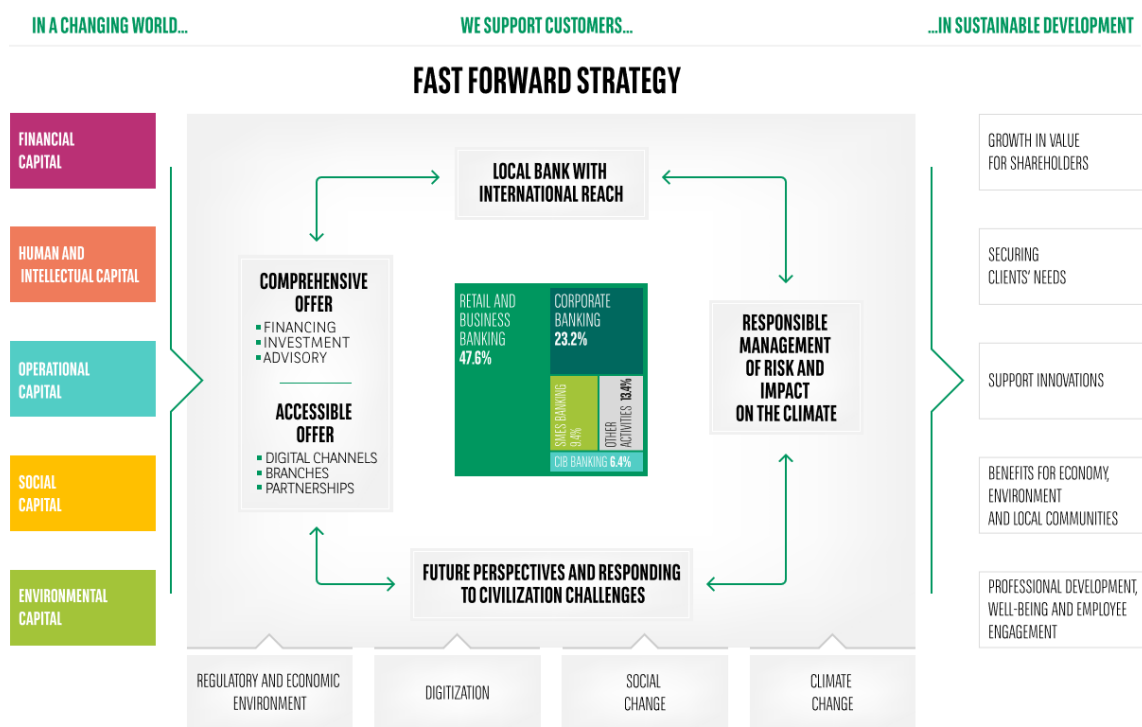 IN A CHANGING WORLD...
WE SUPPORT CUSTOMERS...
...IN SUSTAINABLE DEVELOPMENT
FAST FORWARD STRATEGY
FINANCIAL
CAPITAL
HUMAN AND
INTELLECTUAL CAPITAL
OPERATIONAL
CAPITAL
SOCIAL
CAPITAL
ENVIRONMENTAL
CAPITAL
LOCAL BANK WITH
INTERNATIONAL REACH
COMPREHENSIVE
OFFER
FINANCING
INVESTMENT
ADVISORY
ACCESSIBLE
OFFER
DIGITAL CHANNELS
BRANCHES
PARTNERSHIPS
RETAIL AND
BUSINESS
BANKING
47.6%
CORPORATE
BANKING
23.2%
SMES BANKING
9.4%
OTHER
ACTIVITIES 13.4%
CIB BANKING 6.4%
RESPONSIBLE
MANAGEMENT
OF RISK AND
IMPACT
ON THE CLIMATE
FUTURE PERSPECTIVES AND RESPONDING
TO CIVILIZATION CHALLENGES
REGULATORY AND ECONOMIC
ENVIRONMENT
DIGITIZATION
SOCIAL
CHANGE
CLIMATE
CHANGE
GROWTH IN VALUE
FOR SHAREHOLDERS
SECURING
CLIENTS' NEEDS
SUPPORT INNOVATIONS
BENEFITS FOR ECONOMY,
ENVIRONMENT
AND LOCAL COMMUNITIES
PROFESSIONAL DEVELOPMENT,
WELL-BEING AND EMPLOYEE
ENGAGEMENT